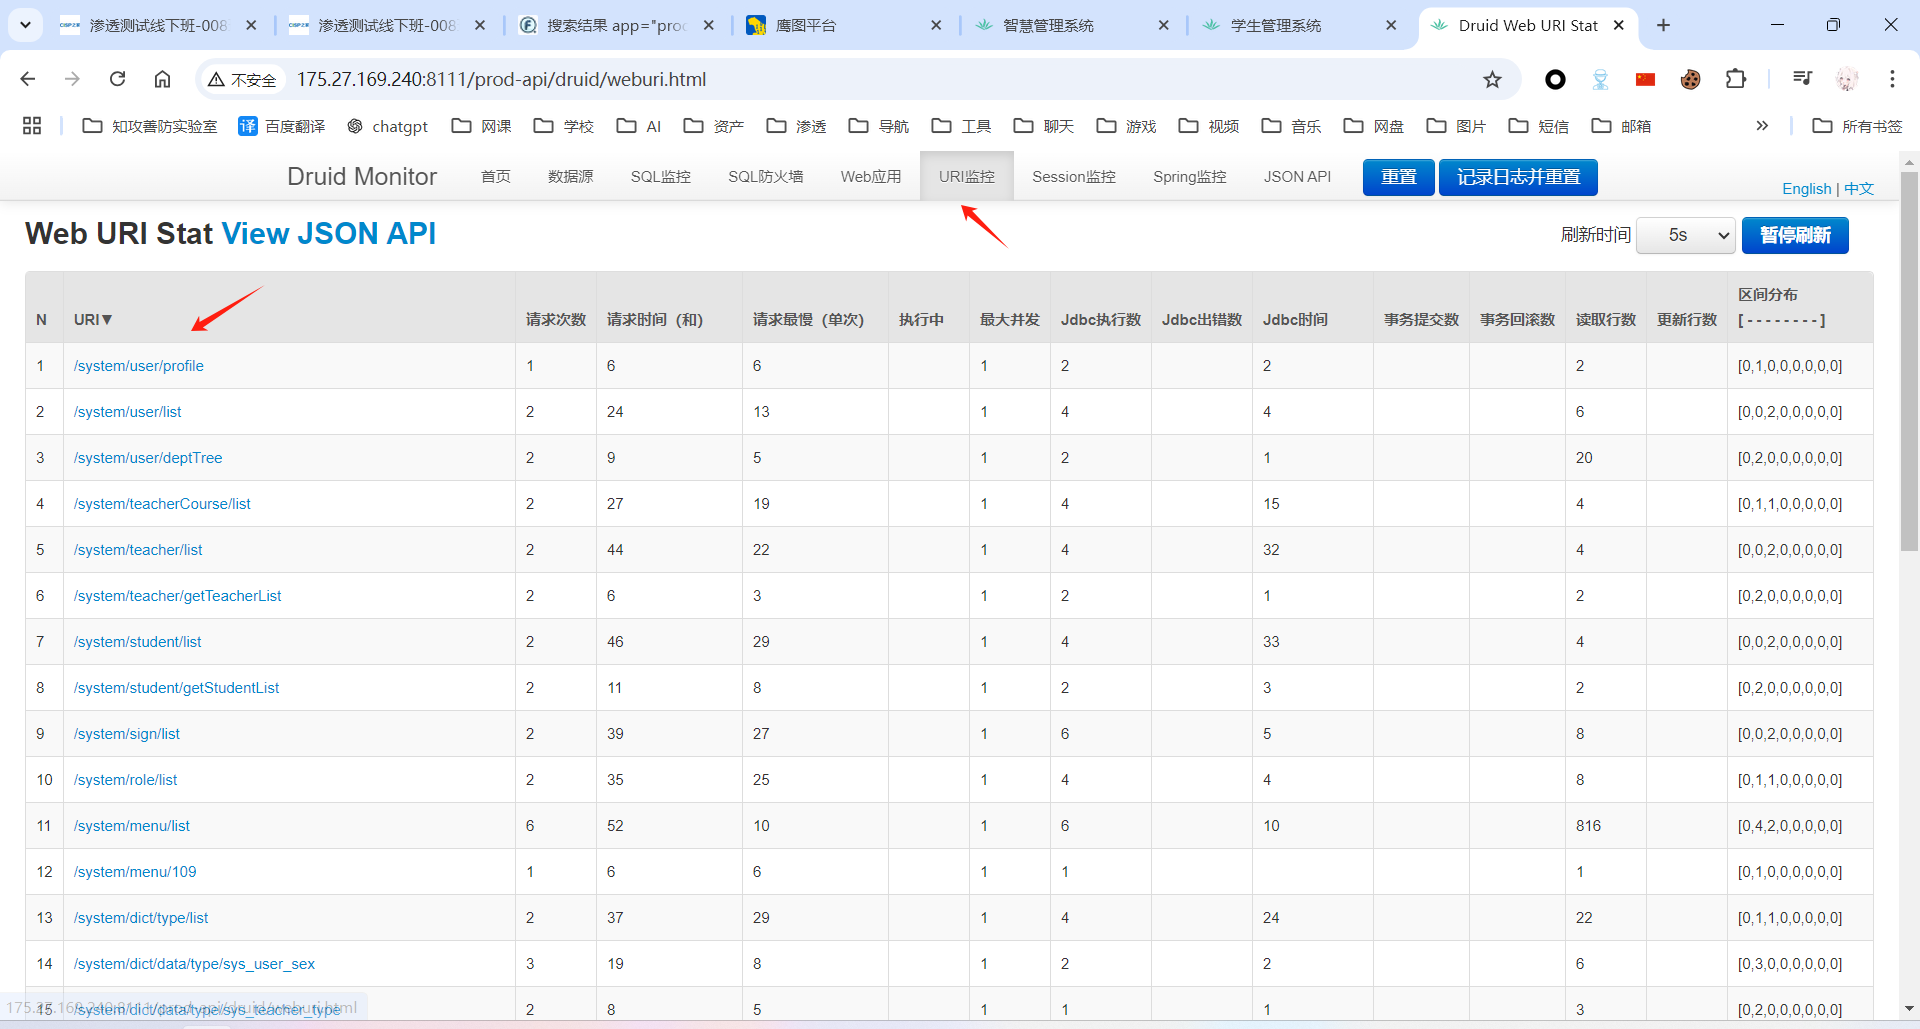 渗透测试线下班-008
渗透测试线下班-008
搜索结果 app="proc
鹰图平台
智慧管理系统
学生管理系统
Druid Web URI Stat
不安全 175.27.169.240:8111/prod-api/druid/weburi.html
知攻善防实验室 百度翻译 chatgpt 网课 学校 AI 资产 渗透 导航 工具 聊天 游戏 视频 音乐 网盘 图片 短信 邮箱 » 所有书签
Druid Monitor 首页 数据源 SQL监控 SQL防火墙 Web应用 URI监控 Session监控 Spring监控 JSON API 重置 记录日志并重置
English | 中文
Web URI Stat View JSON API 刷新时间 5s 暂停刷新
N URI▼ 请求次数 请求时间（和） 请求最慢（单次） 执行中 最大并发 Jdbc执行数 Jdbc出错数 Jdbc时间 事务提交数 事务回滚数 读取行数 更新行数 区间分布
[ - - - - - - - - ]
1 /system/user/profile 1 6 6 1 2 2 2 [0,1,0,0,0,0,0,0]
2 /system/user/list 2 24 13 1 4 4 6 [0,0,2,0,0,0,0,0]
3 /system/user/deptTree 2 9 5 1 2 1 20 [0,2,0,0,0,0,0,0]
4 /system/teacherCourse/list 2 27 19 1 4 15 4 [0,1,1,0,0,0,0,0]
5 /system/teacher/list 2 44 22 1 4 32 4 [0,0,2,0,0,0,0,0]
6 /system/teacher/getTeacherList 2 6 3 1 2 1 2 [0,2,0,0,0,0,0,0]
7 /system/student/list 2 46 29 1 4 33 4 [0,0,2,0,0,0,0,0]
8 /system/student/getStudentList 2 11 8 1 2 3 2 [0,2,0,0,0,0,0,0]
9 /system/sign/list 2 39 27 1 6 5 8 [0,0,2,0,0,0,0,0]
10 /system/role/list 2 35 25 1 4 4 8 [0,1,1,0,0,0,0,0]
11 /system/menu/list 6 52 10 1 6 10 816 [0,4,2,0,0,0,0,0]
12 /system/menu/109 1 6 6 1 1 1 [0,1,0,0,0,0,0,0]
13 /system/dict/type/list 2 37 29 1 4 24 22 [0,1,1,0,0,0,0,0]
14 /system/dict/data/type/sys_user_sex 3 19 8 1 2 2 6 [0,3,0,0,0,0,0,0]
15 /system/dict/data/type/sys_teacher_type 2 8 5 1 1 1 3 [0,2,0,0,0,0,0,0]
175.27.169.240:8111/prod-api/druid/weburi.html